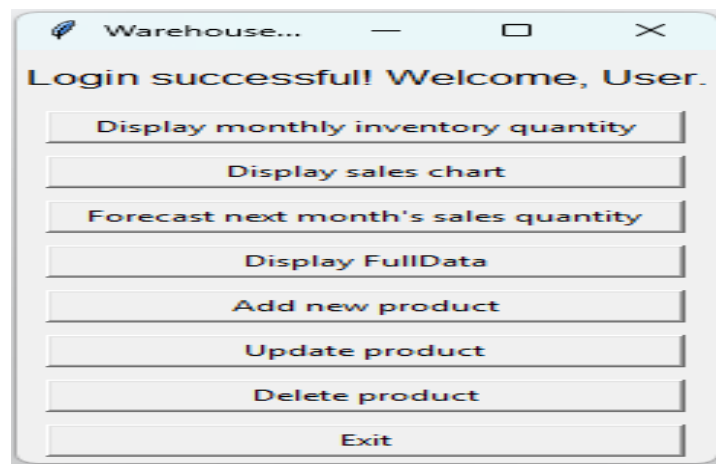 Warehouse...
Login successful! Welcome, User.
Display monthly inventory quantity
Display sales chart
Forecast next month's sales quantity
Display FullData
Add new product
Update product
Delete product
Exit